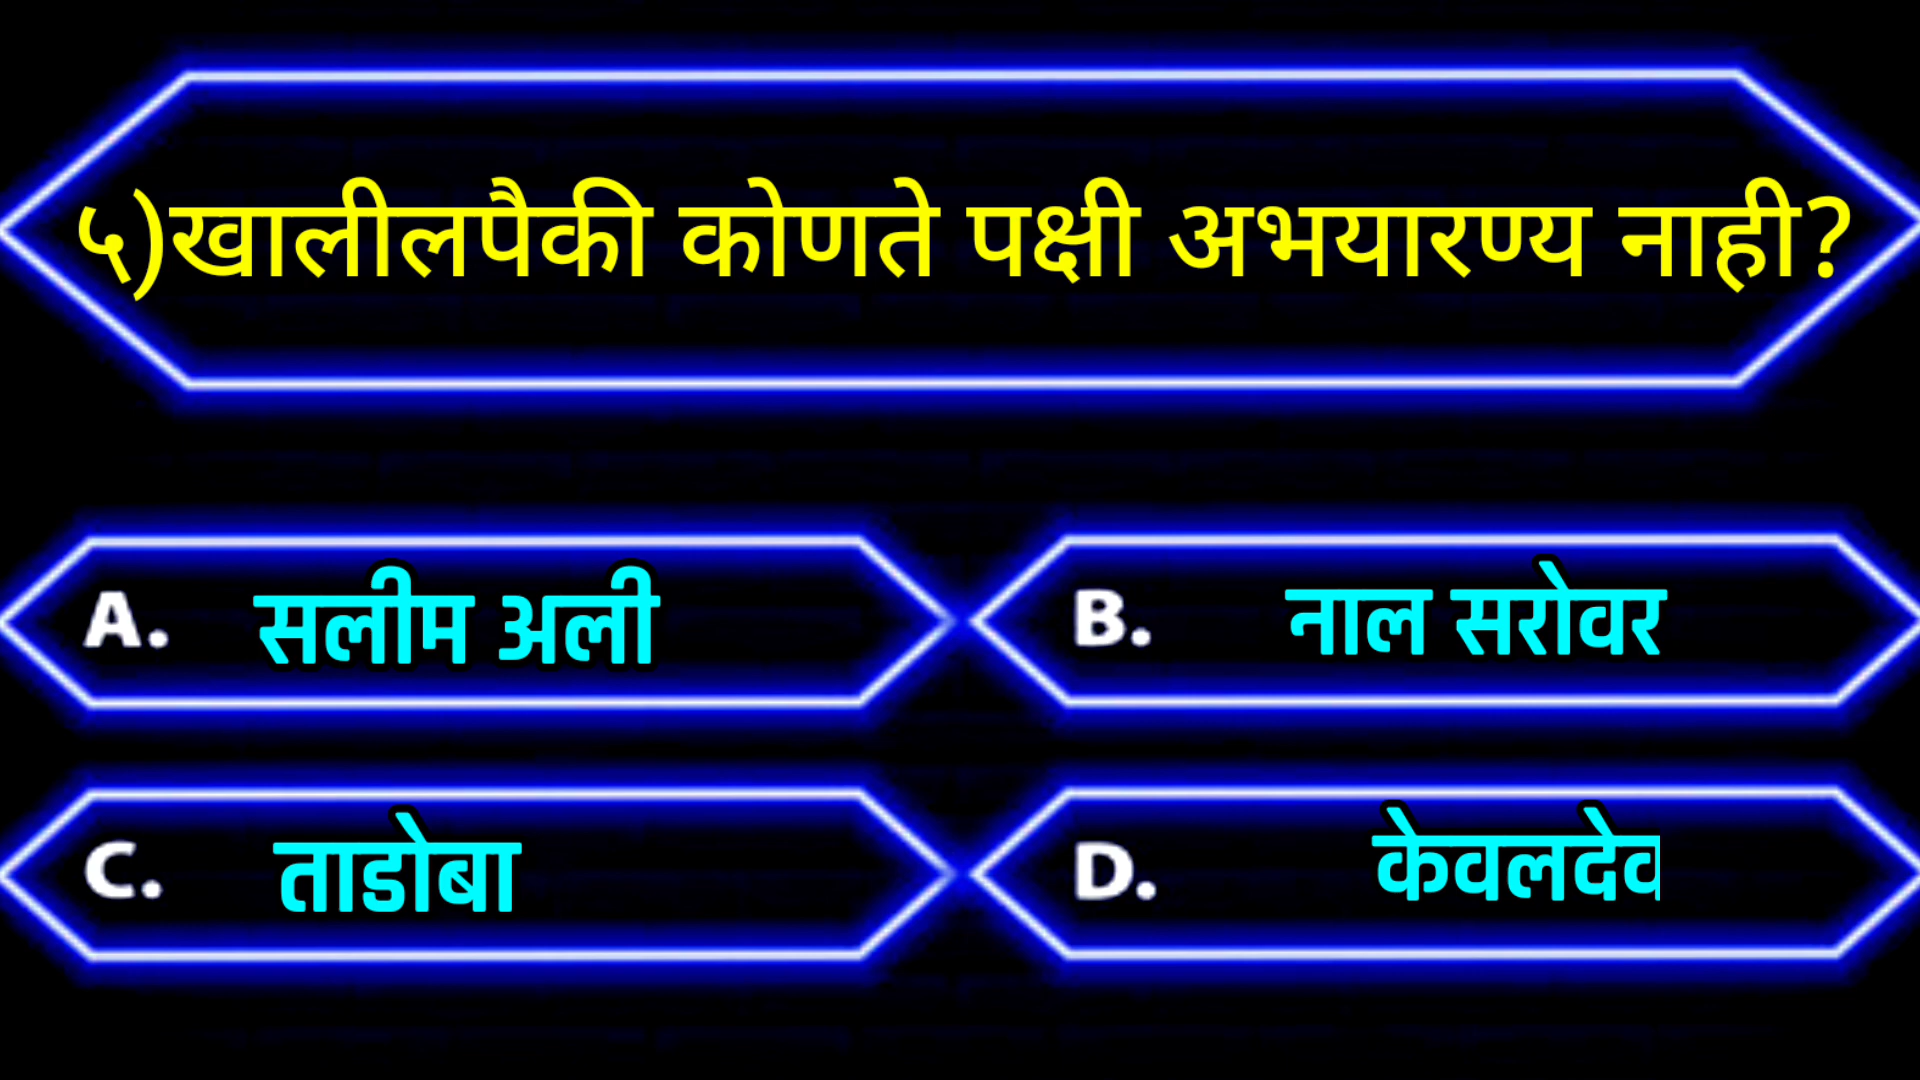 ५)खालीलपैकी कोणते पक्षी अभयारण्य नाही?
A. सलीम अली
B. नाल सरोवर
C. ताडोबा
D. केवलदेव